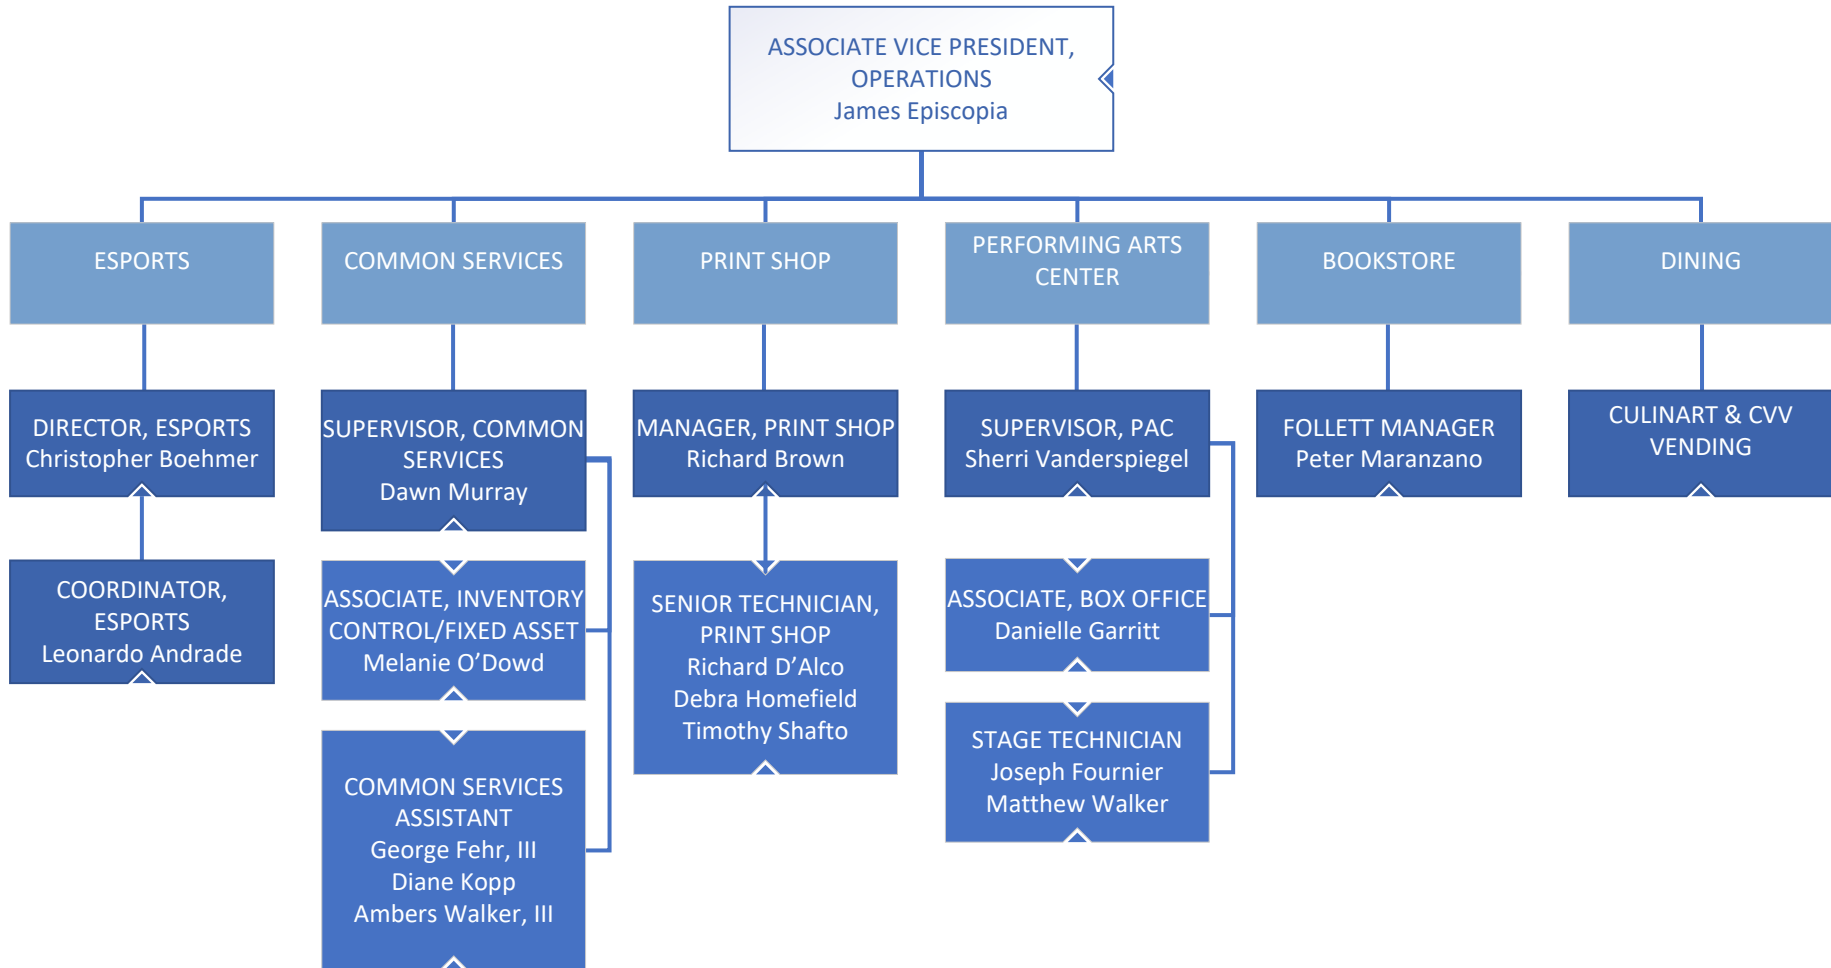 ASSOCIATE VICE PRESIDENT,
OPERATIONS
James Episcopia
ESPORTS
COMMON SERVICES
PRINT SHOP
PERFORMING ARTS
CENTER
BOOKSTORE
DINING
DIRECTOR, ESPORTS
Christopher Boehmer
SUPERVISOR, COMMON
SERVICES
Dawn Murray
MANAGER, PRINT SHOP
Richard Brown
SUPERVISOR, PAC
Sherri Vanderspiegel
FOLLETT MANAGER
Peter Maranzano
CULINART & CVV
VENDING
COORDINATOR,
ESPORTS
Leonardo Andrade
ASSOCIATE, INVENTORY
CONTROL/FIXED ASSET
Melanie O’Dowd
SENIOR TECHNICIAN,
PRINT SHOP
Richard D’Alco
Debra Homefield
Timothy Shafto
ASSOCIATE, BOX OFFICE
Danielle Garritt
COMMON SERVICES
ASSISTANT
George Fehr, III
Diane Kopp
Ambers Walker, III
STAGE TECHNICIAN
Joseph Fournier
Matthew Walker